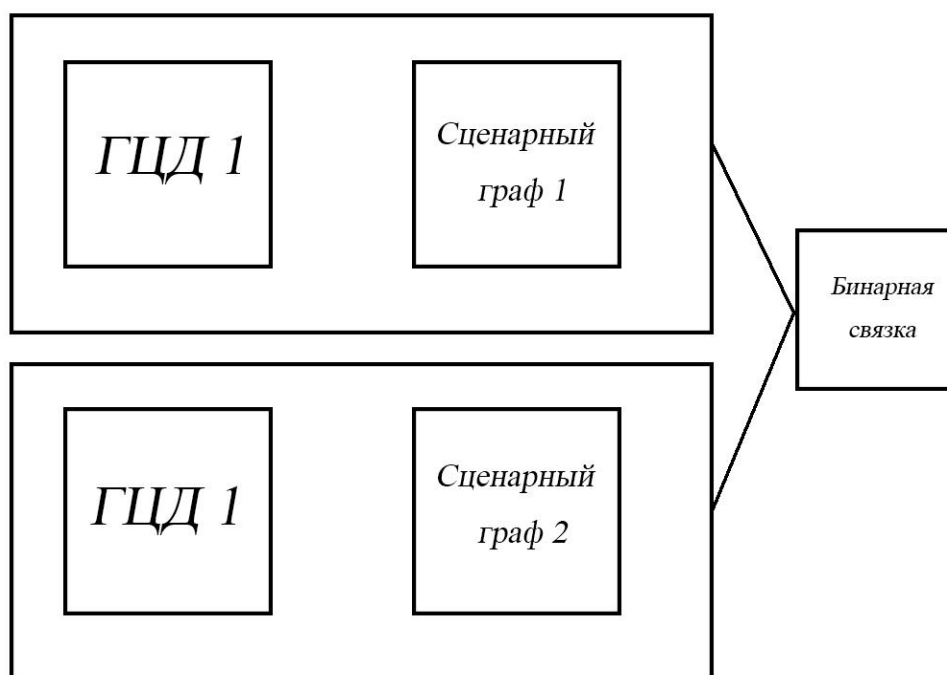 ГЦД 1
Сценарный
граф 1
Бинарная
связка
ГЦД 1
Сценарный
граф 2